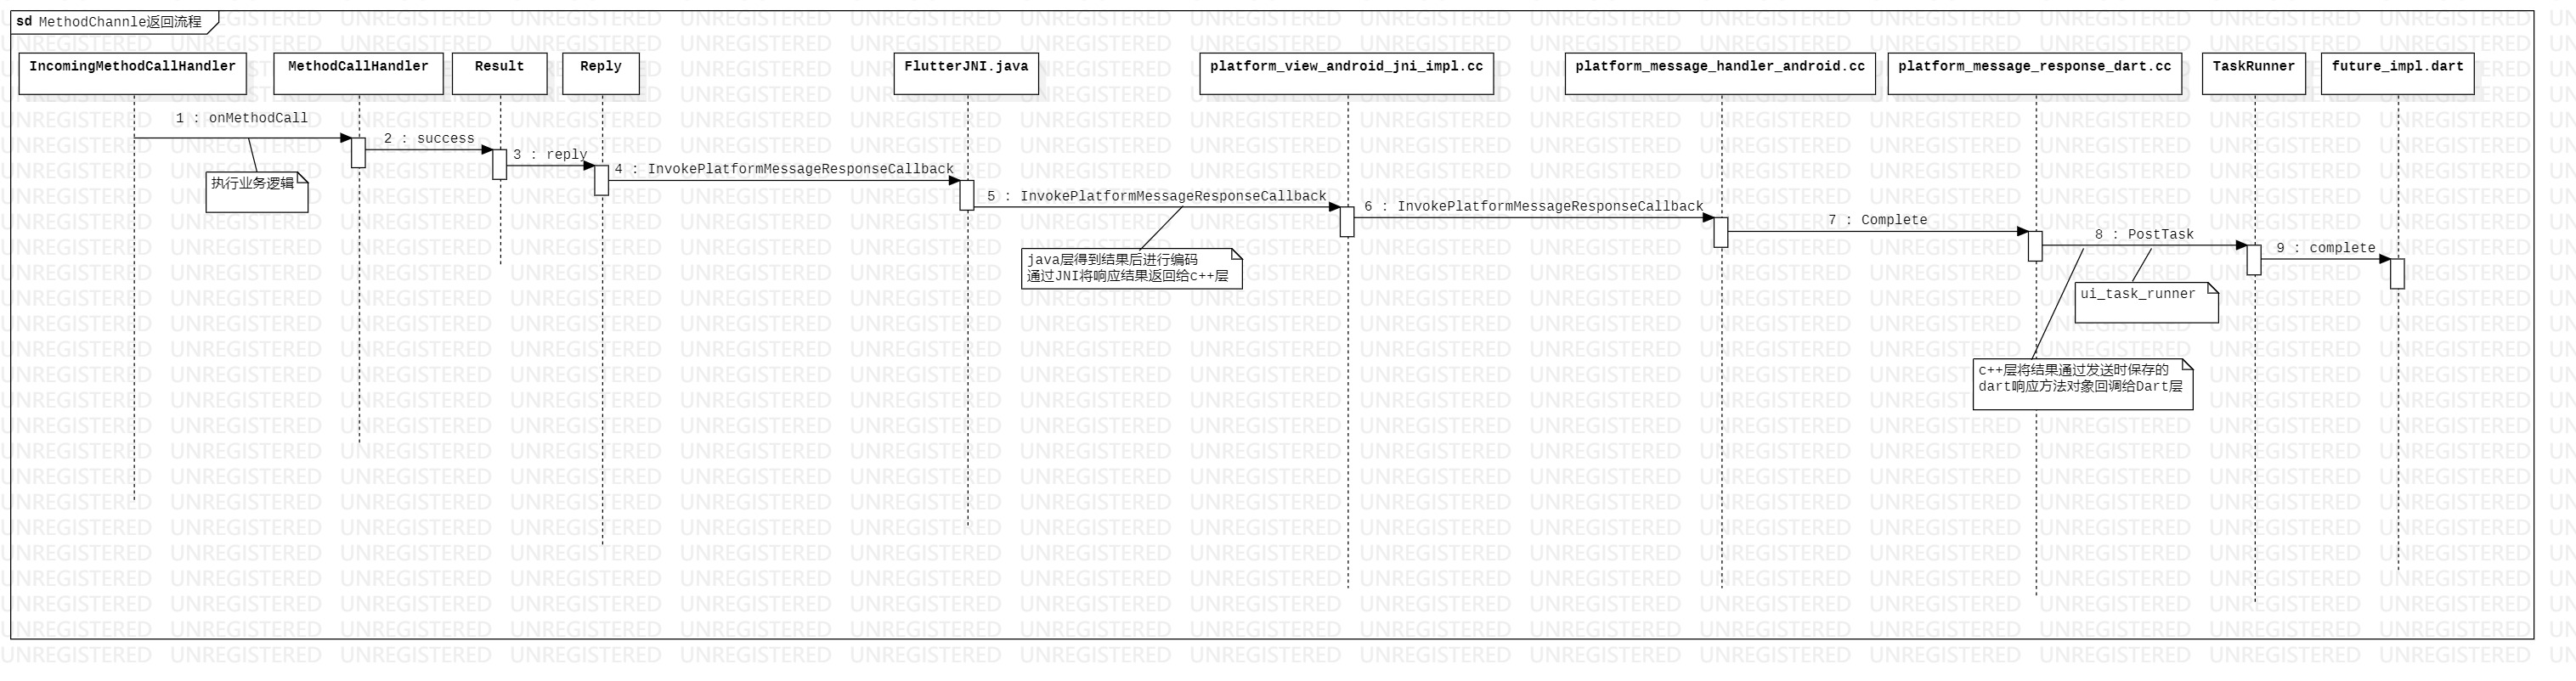 sd MethodChannle返回流程
IncomingMethodCallHandler
MethodCallHandler
Result
Reply
FlutterJNI.java
platform_view_android_jni_impl.cc
platform_message_handler_android.cc
platform_message_response_dart.cc
TaskRunner
future_impl.dart
1 : onMethodCall
2 : success
3 : reply
4 : InvokePlatformMessageResponseCallback
5 : InvokePlatformMessageResponseCallback
6 : InvokePlatformMessageResponseCallback
7 : Complete
8 : PostTask
9 : complete
执行业务逻辑
java层得到结果后进行编码
通过JNI将响应结果返回给c++层
ui_task_runner
c++层将结果通过发送时保存的
dart响应方法对象回调给Dart层
UNREGISTERED